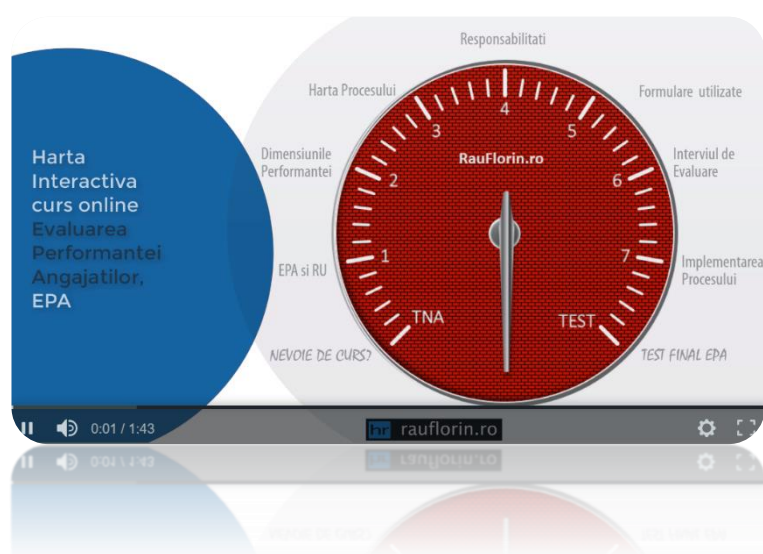 Harta
Interactiva
curs online
Evaluarea
Performantei
Angajatilor,
EPA
Responsabilitati
Harta Procesului
Formulare utilizate
Dimensiunile
Performantei
Interviul de
Evaluare
EPA si RU
Implementarea
Procesului
NEVOIE DE CURS?
TEST FINAL EPA
RauFlorin.ro
1
2
3
4
5
6
7
TNA
TEST
0:01 / 1:43
hr rauflorin.ro